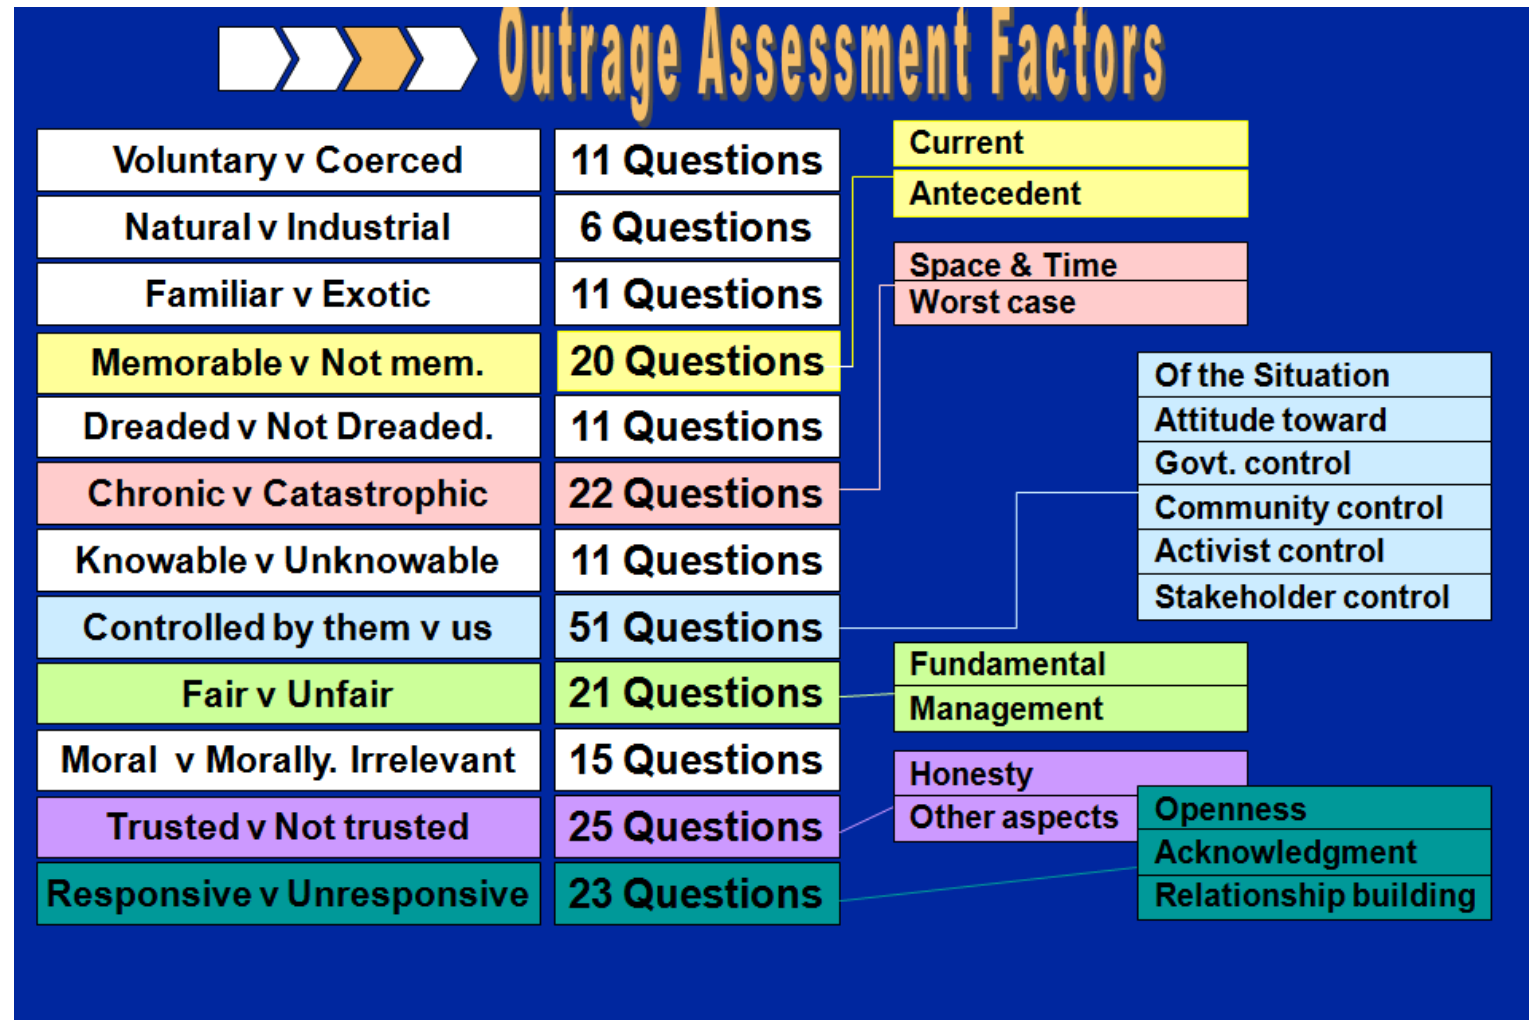 Outrage Assessment Factors
Voluntary v Coerced
11 Questions
Natural v Industrial
6 Questions
Familiar v Exotic
11 Questions
Memorable v Not mem.
20 Questions
Current
Antecedent
Dreaded v Not Dreaded.
11 Questions
Chronic v Catastrophic
22 Questions
Space & Time
Worst case
Knowable v Unknowable
11 Questions
Controlled by them v us
51 Questions
Of the Situation
Attitude toward
Govt. control
Community control
Activist control
Stakeholder control
Fair v Unfair
21 Questions
Fundamental
Management
Moral v Morally. Irrelevant
15 Questions
Trusted v Not trusted
25 Questions
Honesty
Other aspects
Responsive v Unresponsive
23 Questions
Openness
Acknowledgment
Relationship building